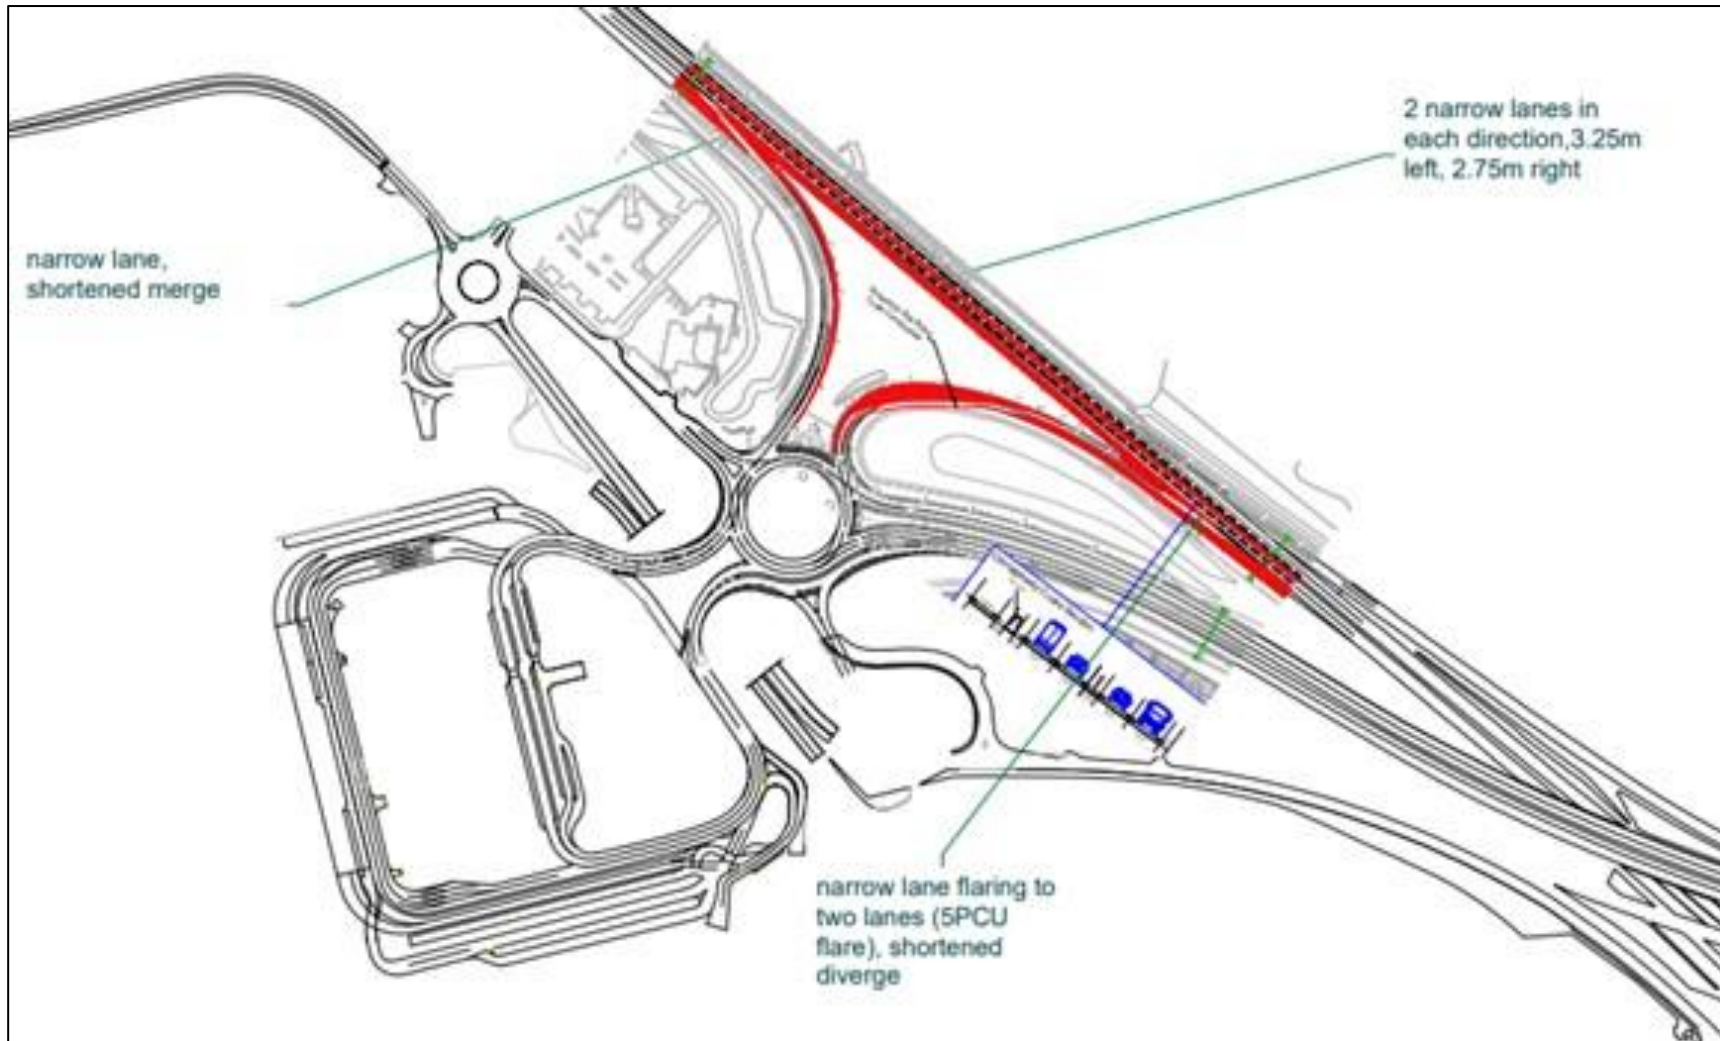 2 narrow lanes in
each direction,3.25m
left, 2.75m right
narrow lane,
shortened merge
narrow lane flaring to
two lanes (5PCU
flare), shortened
diverge